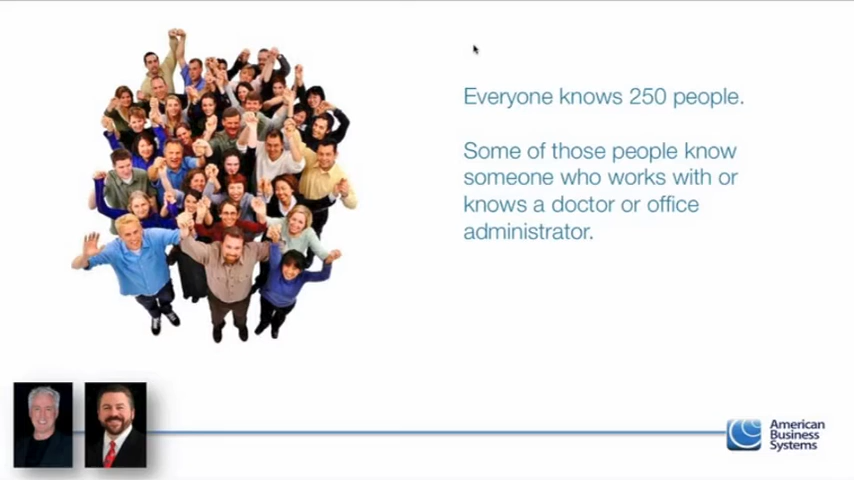 Everyone knows 250 people.
Some of those people know
someone who works with or
knows a doctor or office
administrator.
American
Business
Systems